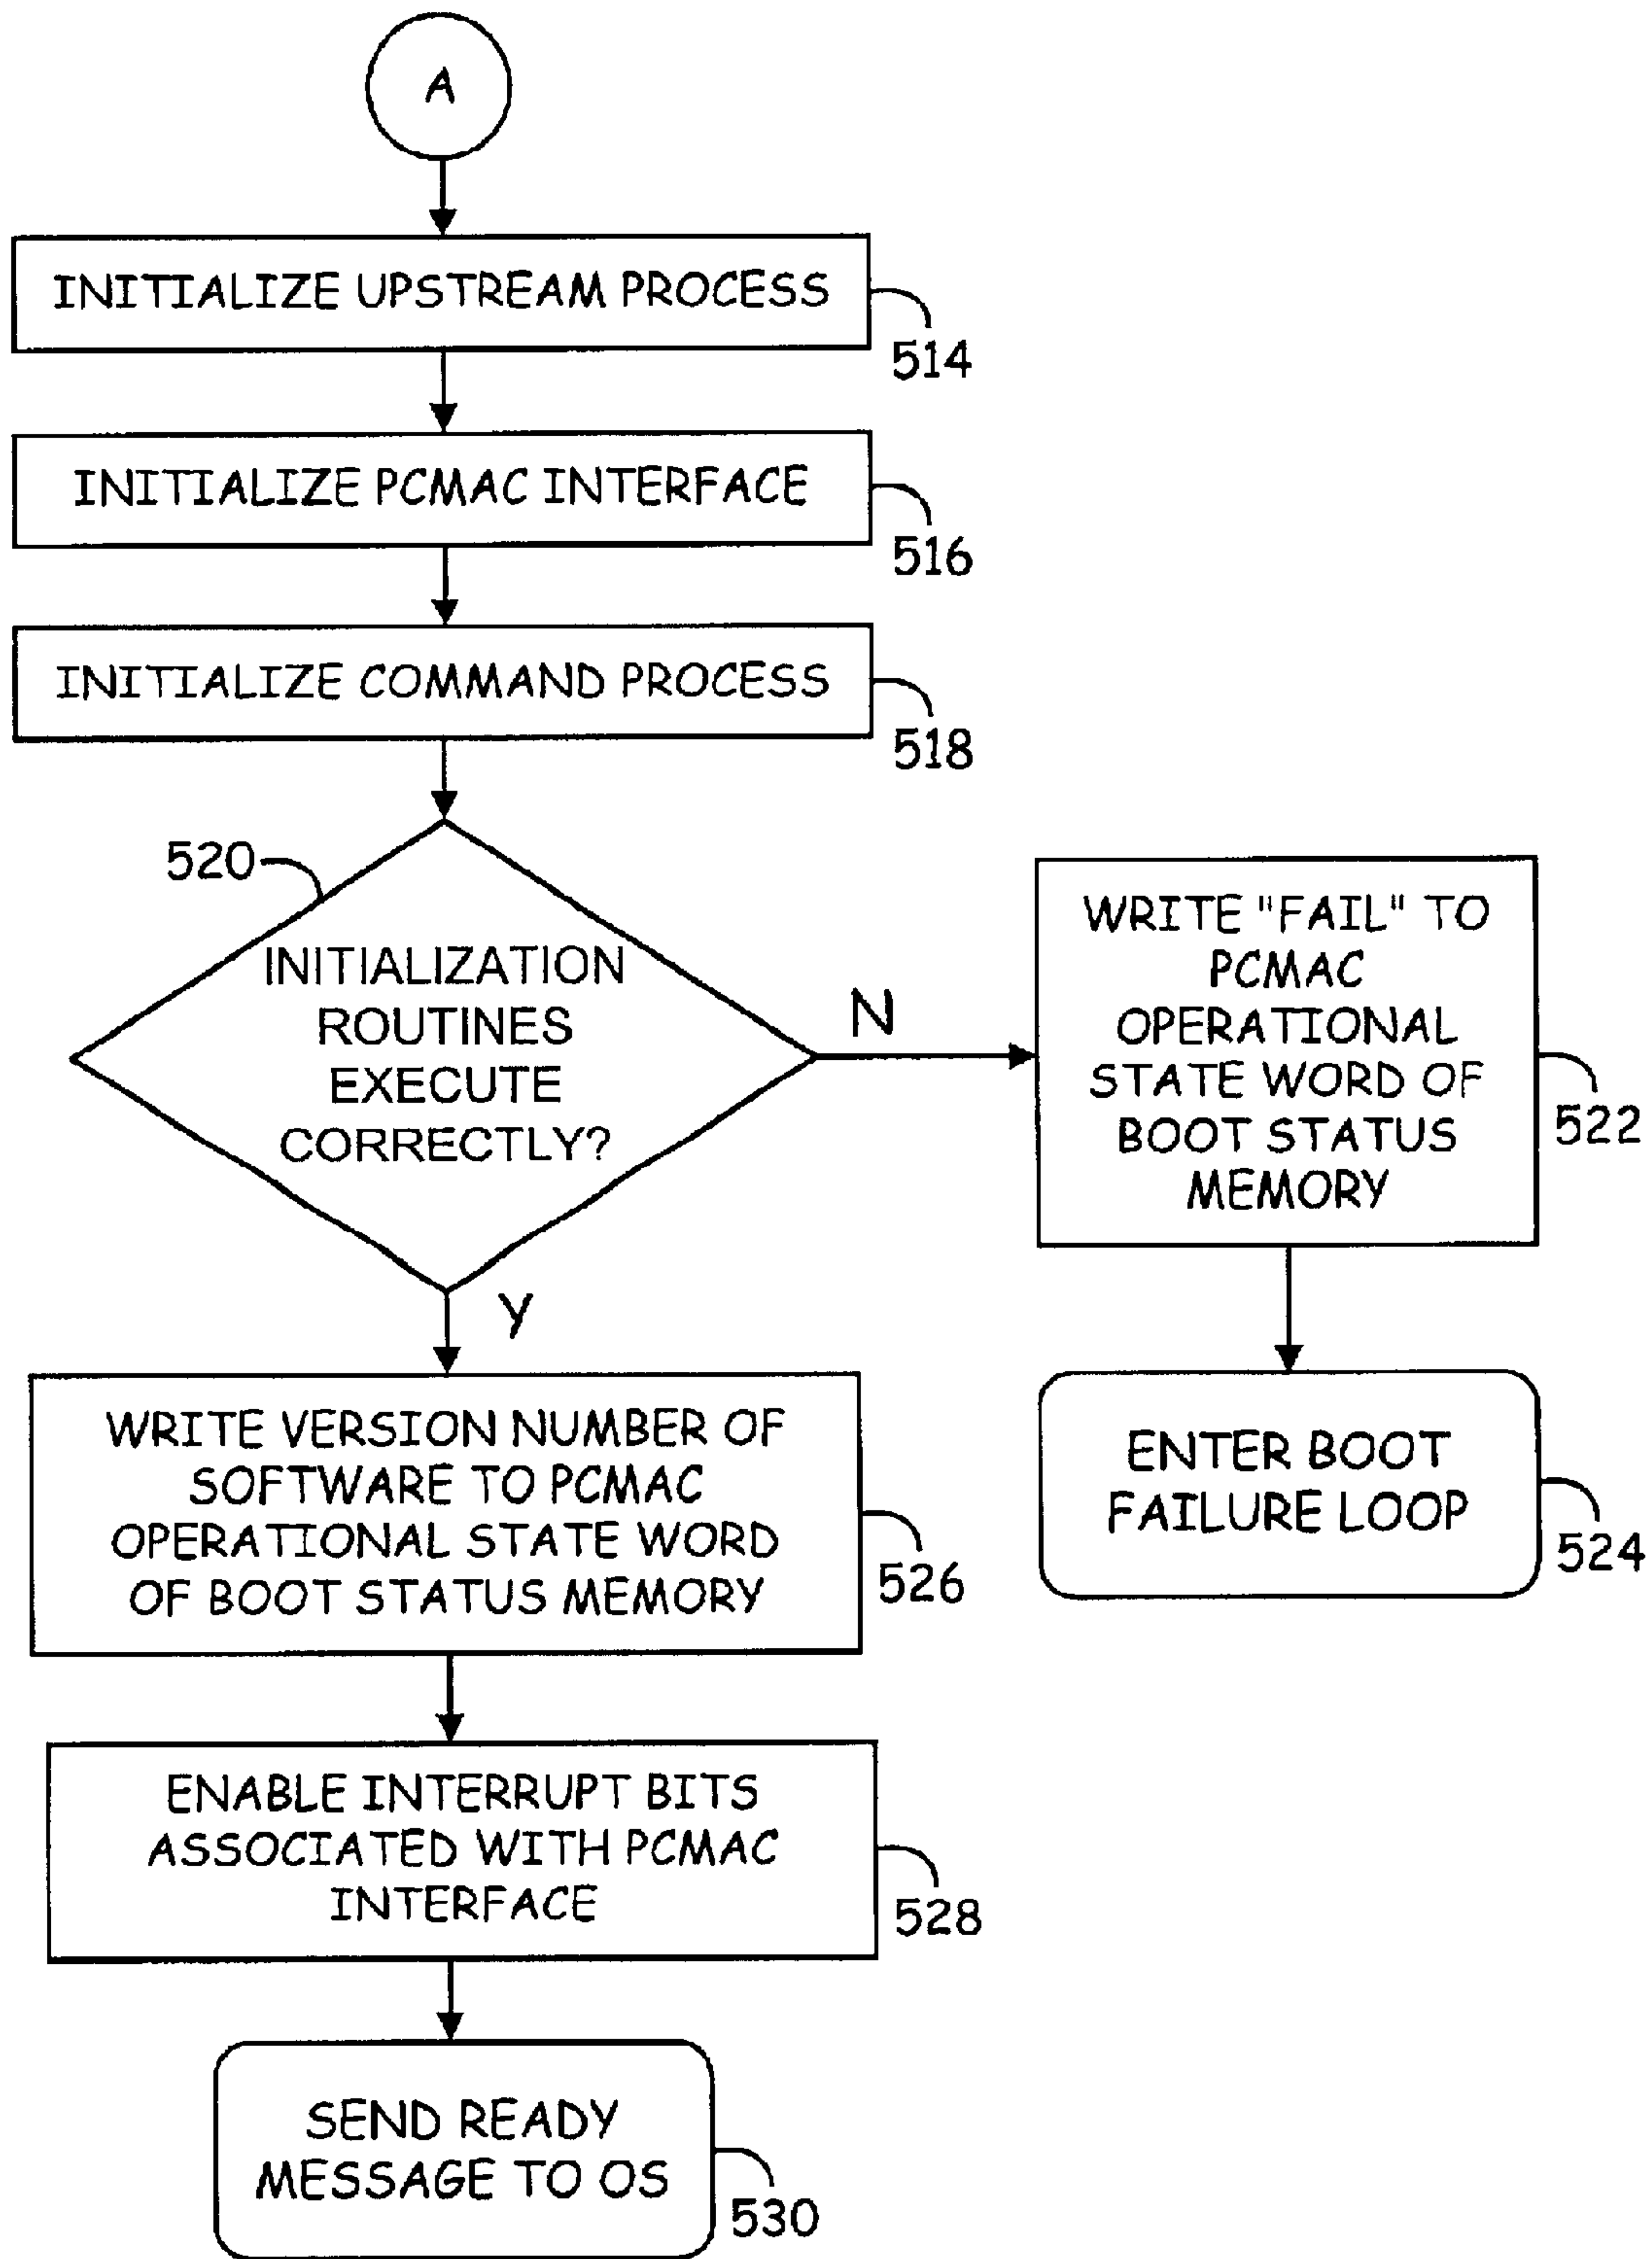 A
INITIALIZE UPSTREAM PROCESS
514
INITIALIZE PCMAC INTERFACE
516
INITIALIZE COMMAND PROCESS
518
520
INITIALIZATION
ROUTINES
EXECUTE
CORRECTLY?
N
WRITE "FAIL" TO
PCMAC
OPERATIONAL
STATE WORD OF
BOOT STATUS
MEMORY
522
Y
ENTER BOOT
FAILURE LOOP
524
WRITE VERSION NUMBER OF
SOFTWARE TO PCMAC
OPERATIONAL STATE WORD
OF BOOT STATUS MEMORY
526
ENABLE INTERRUPT BITS
ASSOCIATED WITH PCMAC
INTERFACE
528
SEND READY
MESSAGE TO OS
530